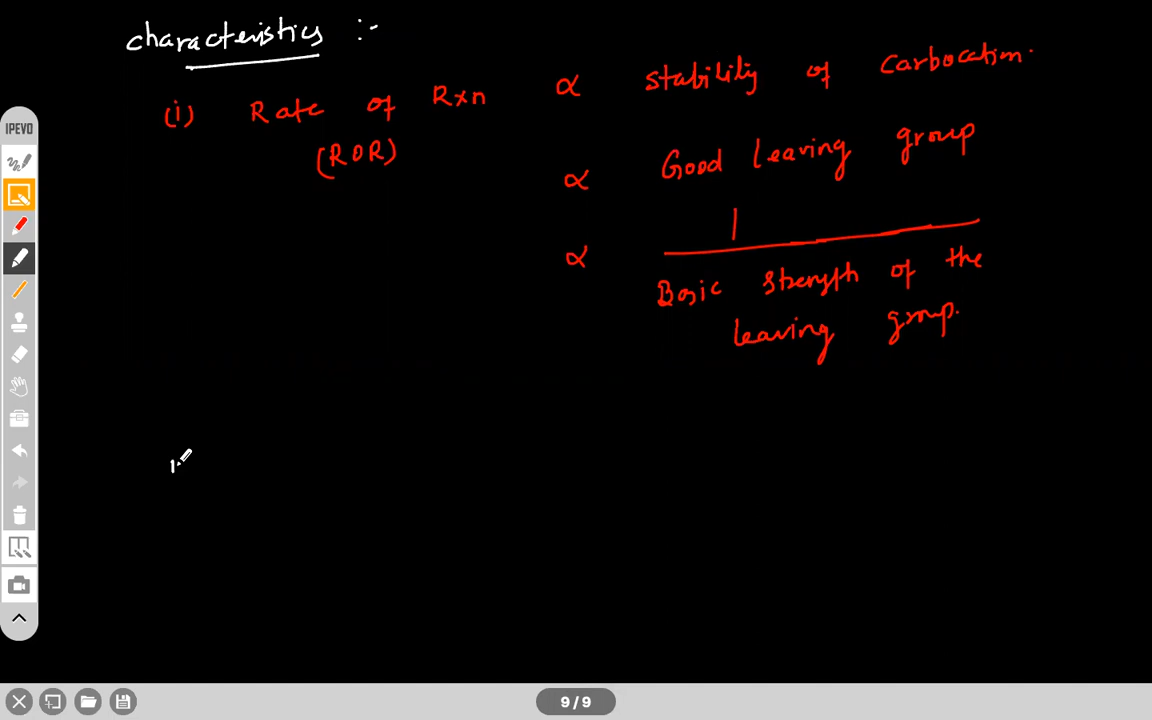 characteristics :-
(i) Rate of Rxn ∝ stability of Carbocation.
(ROR)
∝ Good leaving group
∝ 1
Basic strength of the
leaving group.
IPEVO
9 / 9